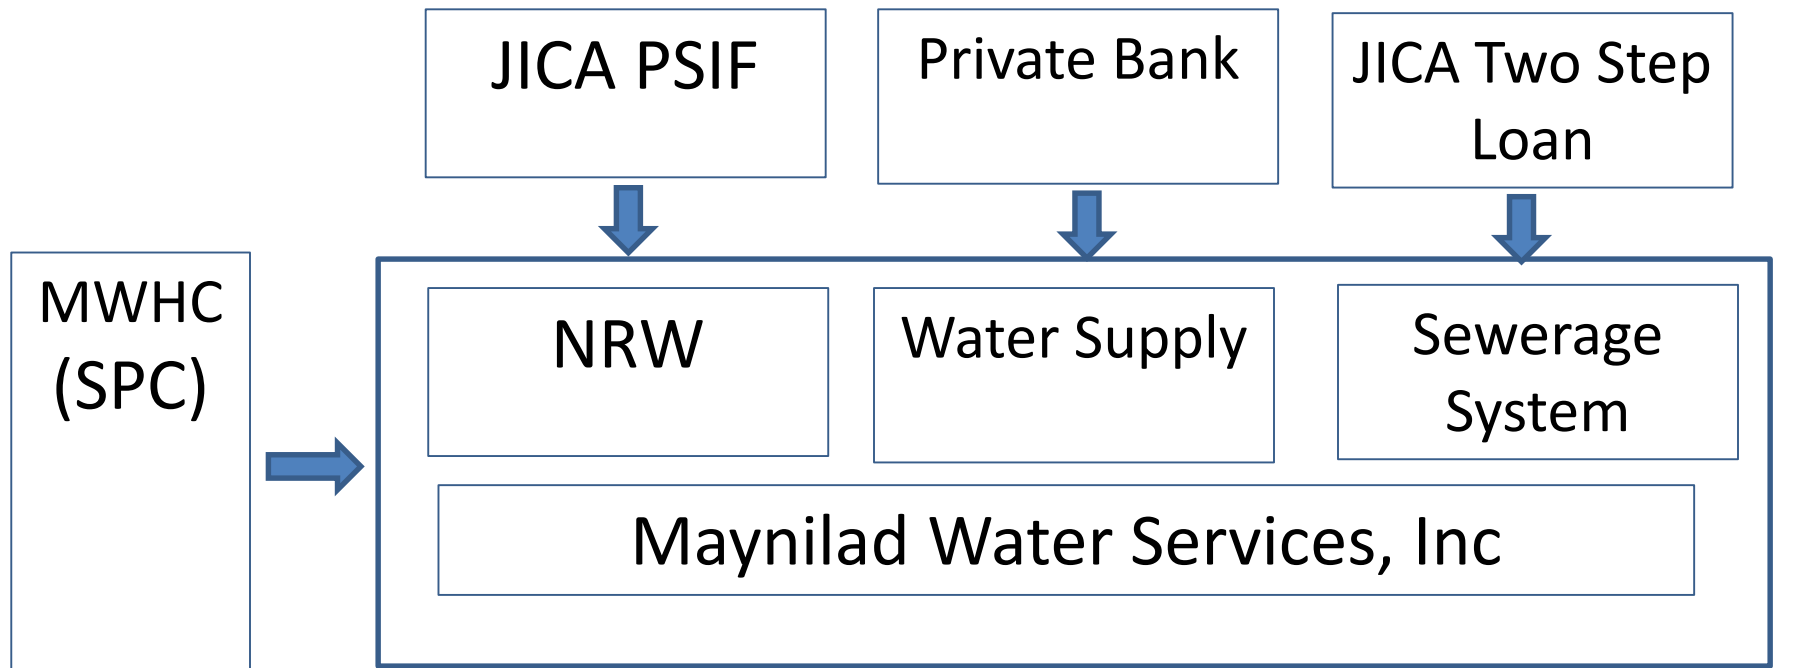 JICA PSIF
Private Bank
JICA Two Step
Loan
MWHC
(SPC)
NRW
Water Supply
Sewerage
System
Maynilad Water Services, Inc